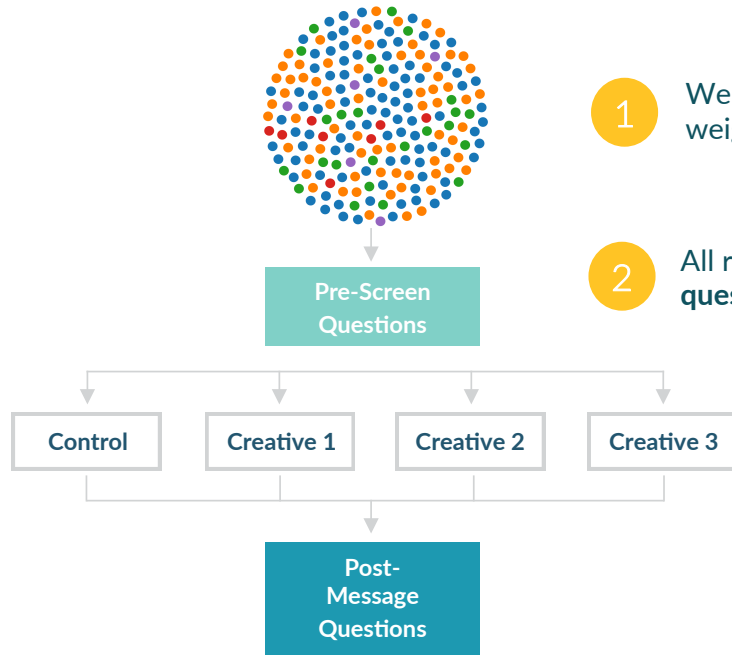 1
We
2
All
Pre-Screen
Questions
Control
Creative 1
Creative 2
Creative 3
Post-
Message
Questions